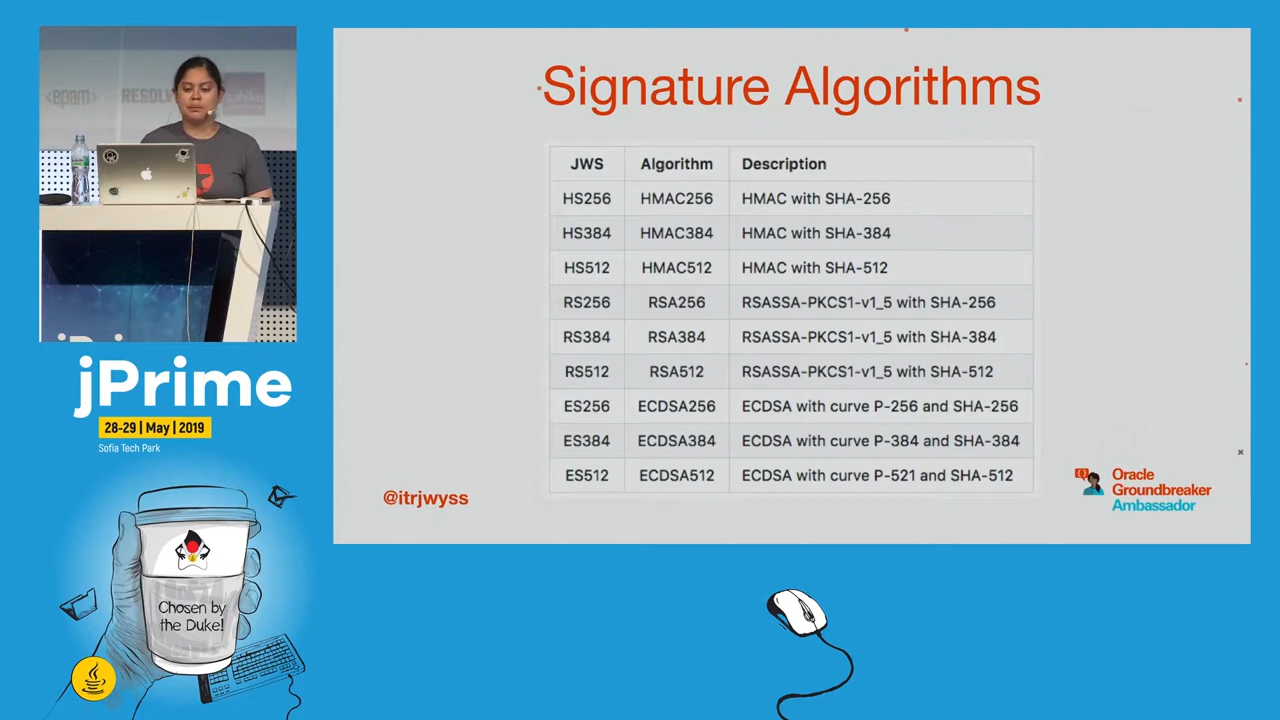 <epam>
jPrime
28-29 | May | 2019
Sofia Tech Park
Chosen by
the Duke!
Signature Algorithms
JWS Algorithm Description
HS256 HMAC256 HMAC with SHA-256
HS384 HMAC384 HMAC with SHA-384
HS512 HMAC512 HMAC with SHA-512
RS256 RSA256 RSASSA-PKCS1-v1_5 with SHA-256
RS384 RSA384 RSASSA-PKCS1-v1_5 with SHA-384
RS512 RSA512 RSASSA-PKCS1-v1_5 with SHA-512
ES256 ECDSA256 ECDSA with curve P-256 and SHA-256
ES384 ECDSA384 ECDSA with curve P-384 and SHA-384
ES512 ECDSA512 ECDSA with curve P-521 and SHA-512
@itrjwyss
Oracle
Groundbreaker
Ambassador